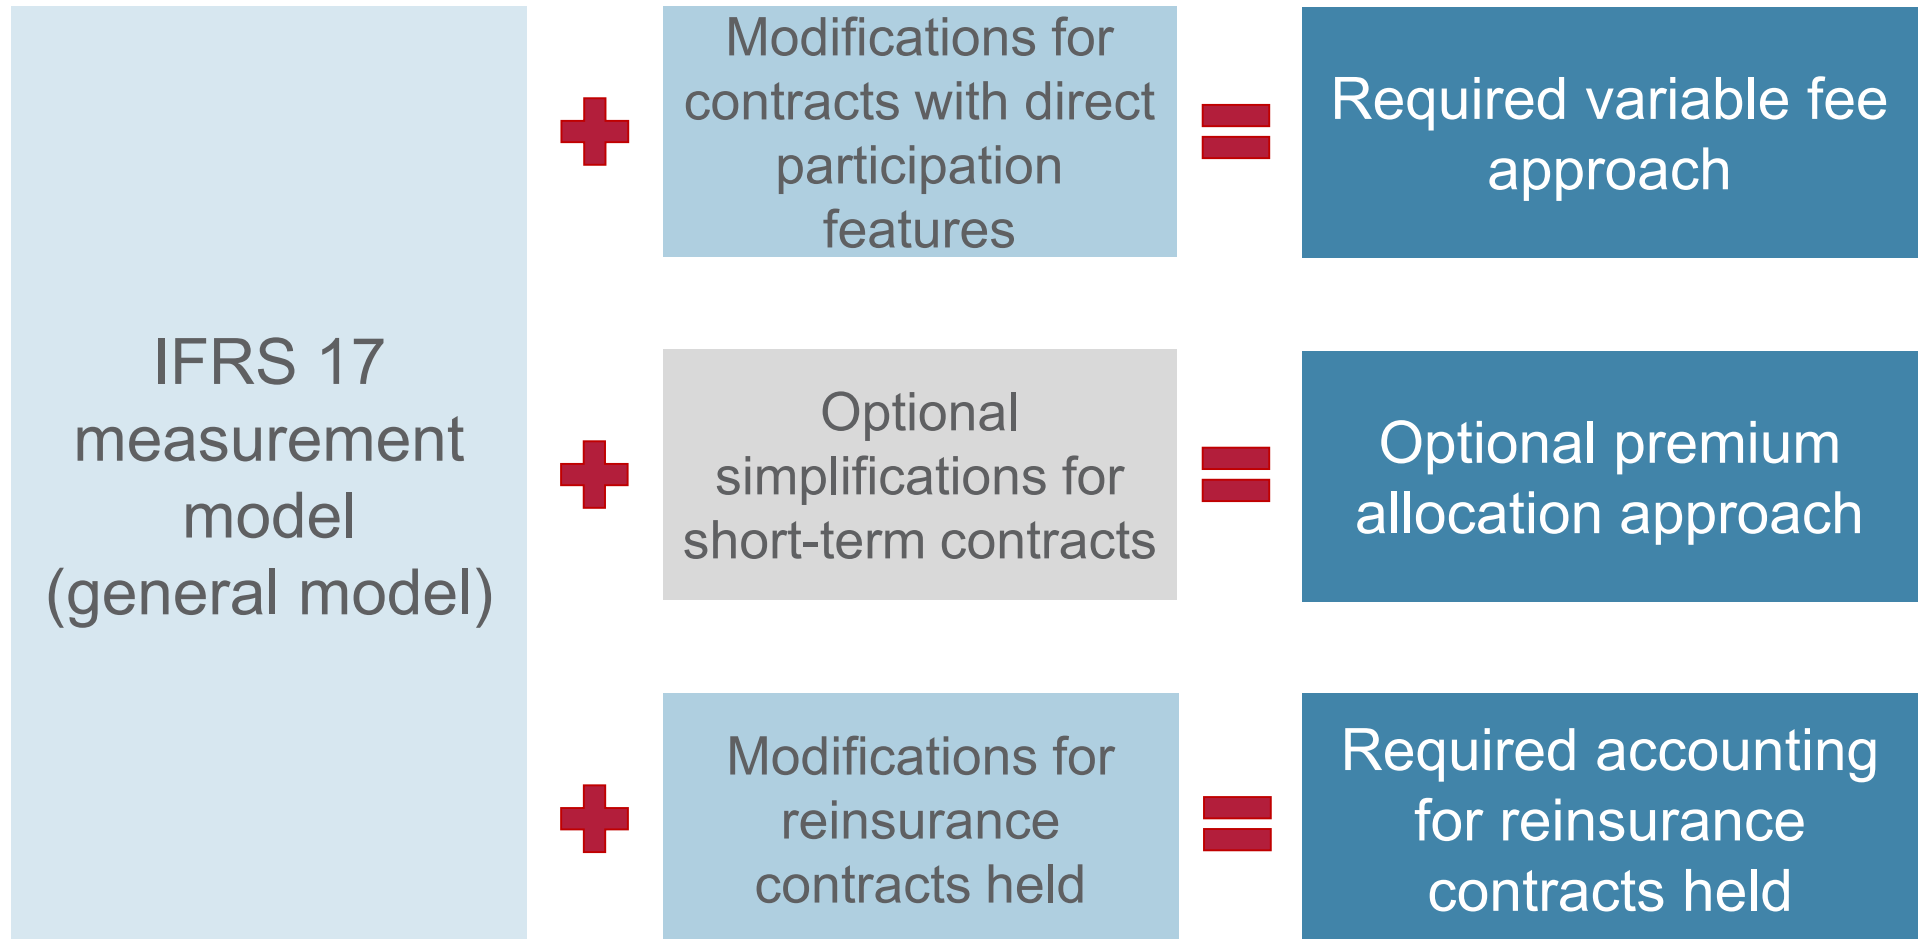 IFRS 17
measurement
model
(general model)
Modifications for
contracts with direct
participation
features
Required variable fee
approach
Optional
simplifications for
short-term contracts
Optional premium
allocation approach
Modifications for
reinsurance
contracts held
Required accounting
for reinsurance
contracts held